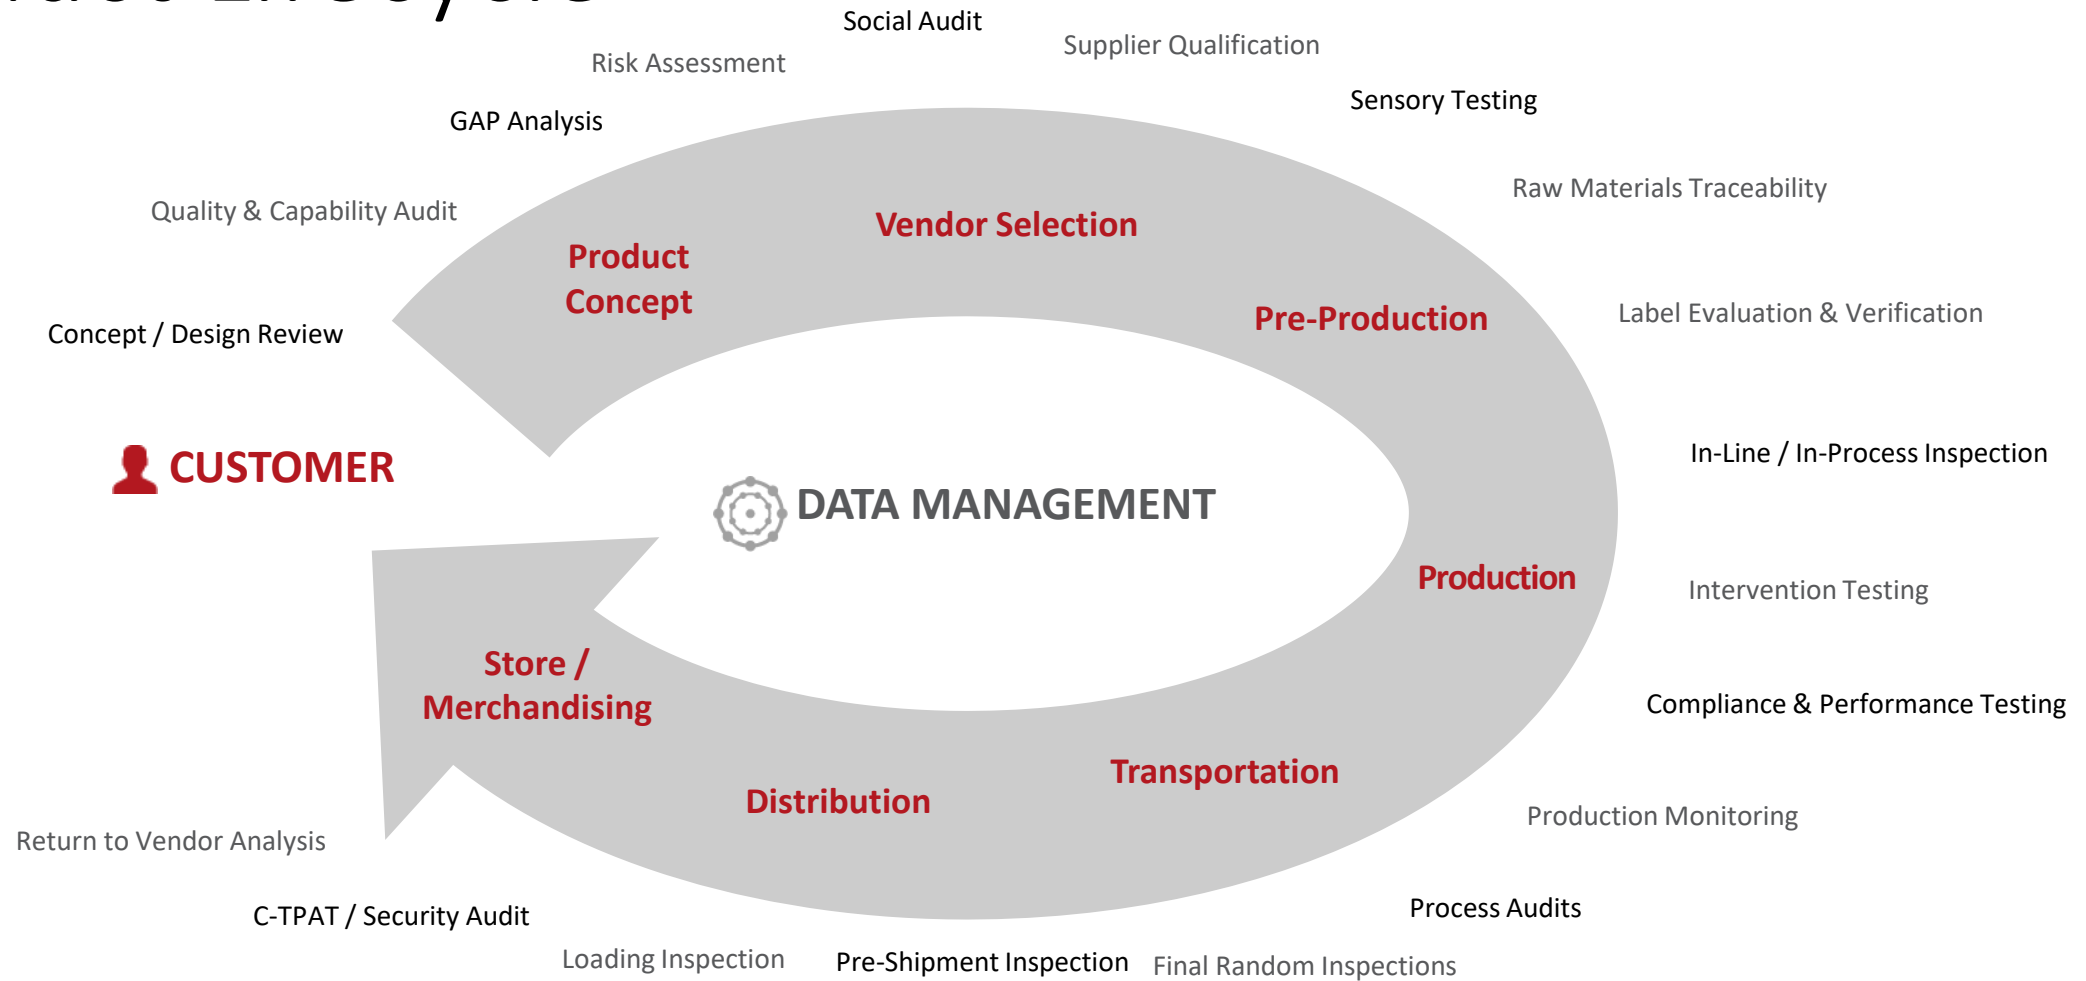 Social Audit
Supplier Qualification
Risk Assessment
Sensory Testing
GAP Analysis
Raw Materials Traceability
Quality & Capability Audit
Vendor Selection
Product
Concept
Pre-Production
Label Evaluation & Verification
Concept / Design Review
In-Line / In-Process Inspection
CUSTOMER
DATA MANAGEMENT
Production
Intervention Testing
Store /
Merchandising
Compliance & Performance Testing
Transportation
Distribution
Production Monitoring
Return to Vendor Analysis
Process Audits
C-TPAT / Security Audit
Loading Inspection
Pre-Shipment Inspection
Final Random Inspections